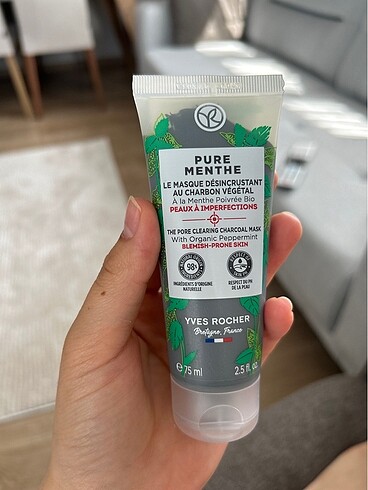 PURE
MENTHE
LE MASQUE DÉSINCRUSTANT
AU CHARBON VÉGÉTAL
À la Menthe Poivrée Bio
PEAUX À IMPERFECTIONS
THE PORE CLEARING CHARCOAL MASK
With Organic Peppermint
BLEMISH-PRONE SKIN
98%
INGRÉDIENTS D'ORIGINE
NATURELLE
RESPECT DU PH
DE LA PEAU
YVES ROCHER
Bretagne, France
e 75 ml
2.5 fl. oz